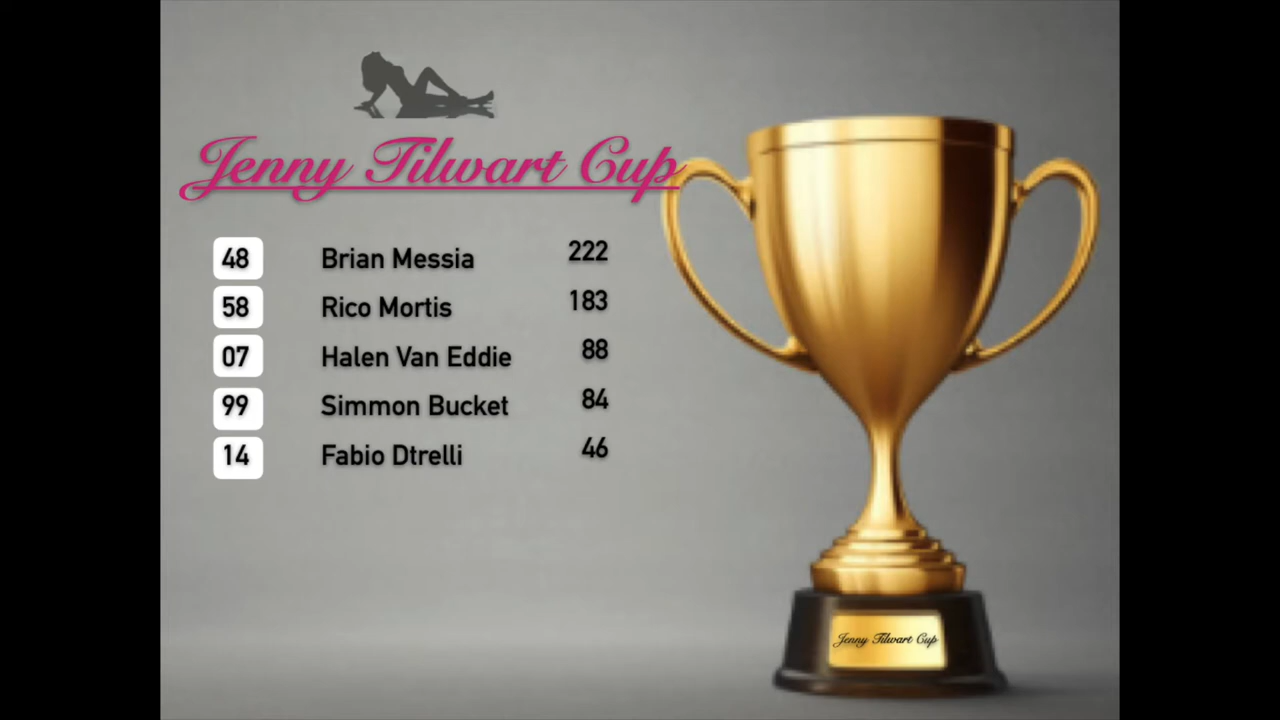 Jenny Tilwart Cup
48 Brian Messia 222
58 Rico Mortis 183
07 Halen Van Eddie 88
99 Simmon Bucket 84
14 Fabio Dtrelli 46
Jenny Tilwart Cup